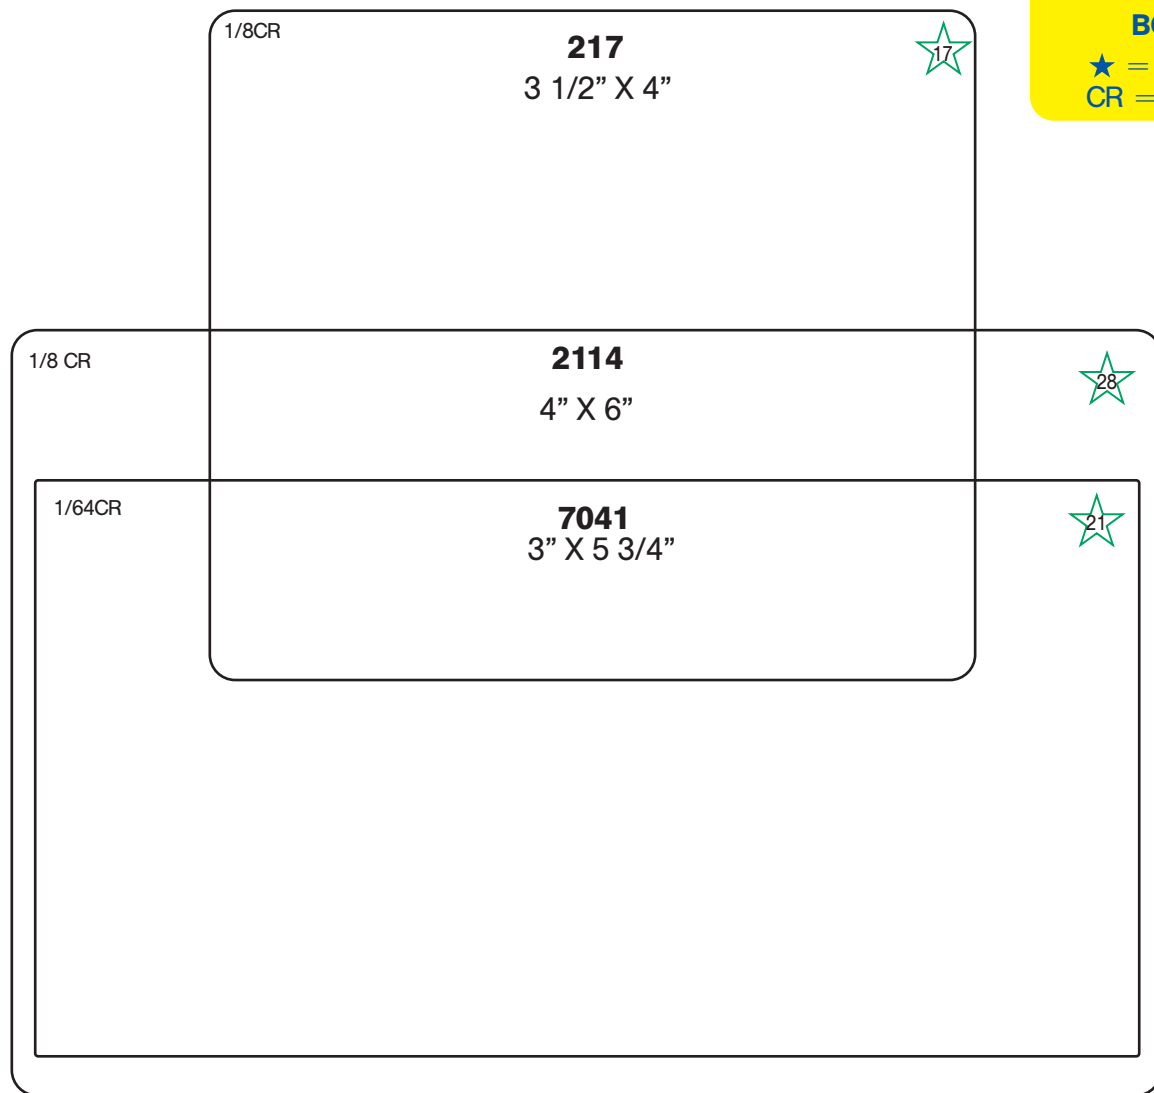 1/8CR
217
3 1/2” X 4”
17
★ =
CR =
1/8 CR
2114
4” X 6”
28
1/64CR
7041
3” X 5 3/4”
21